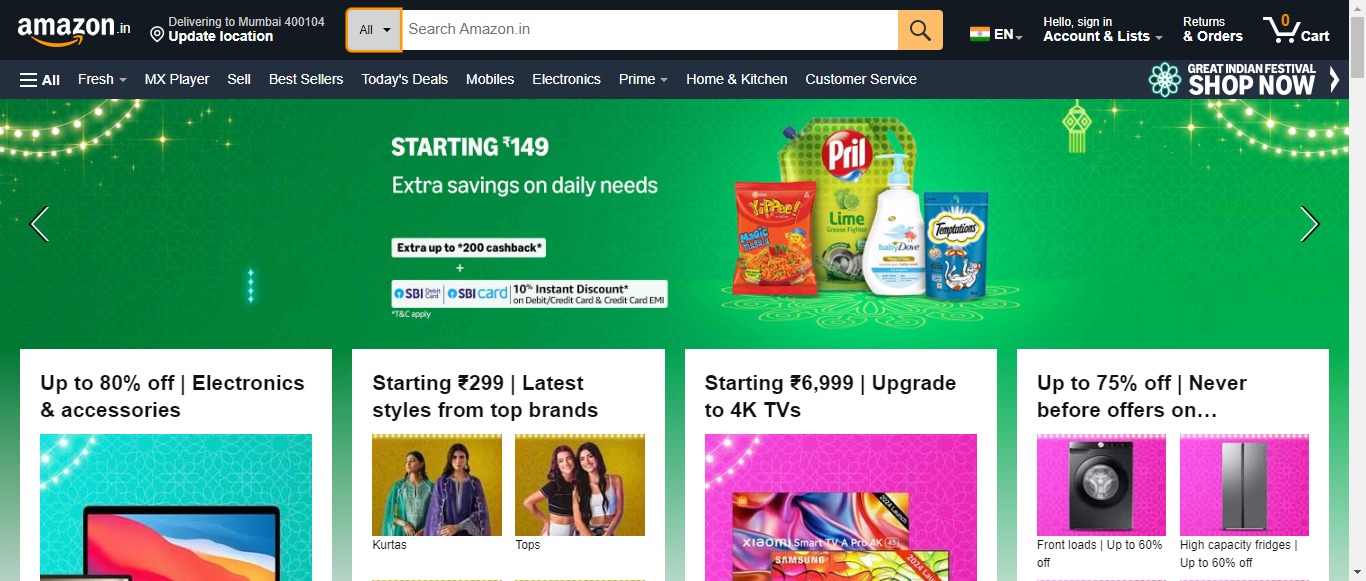 amazon.in
Delivering to Mumbai 400104
Update location
All
Search Amazon.in
EN
Hello, sign in
Account & Lists
Returns
& Orders
0
Cart
All
Fresh
MX Player
Sell
Best Sellers
Today's Deals
Mobiles
Electronics
Prime
Home & Kitchen
Customer Service
GREAT INDIAN FESTIVAL
SHOP NOW
STARTING ₹149
Extra savings on daily needs
Extra up to ₹200 cashback*
+
SBI Debit Card | SBI card | 10% Instant Discount*
on Debit/Credit Card & Credit Card EMI
*T&C apply
Pril
Lime
Grease Fighter
YiPPee!
Magic
masala
baby Dove
Temptations
Up to 80% off | Electronics
& accessories
Starting ₹299 | Latest
styles from top brands
Kurtas
Tops
Starting ₹6,999 | Upgrade
to 4K TVs
2024 Launch
XIAOMI Smart TV A Pro 4K
SAMSUNG
Up to 75% off | Never
before offers on…
Front loads | Up to 60%
off
High capacity fridges |
Up to 60% off